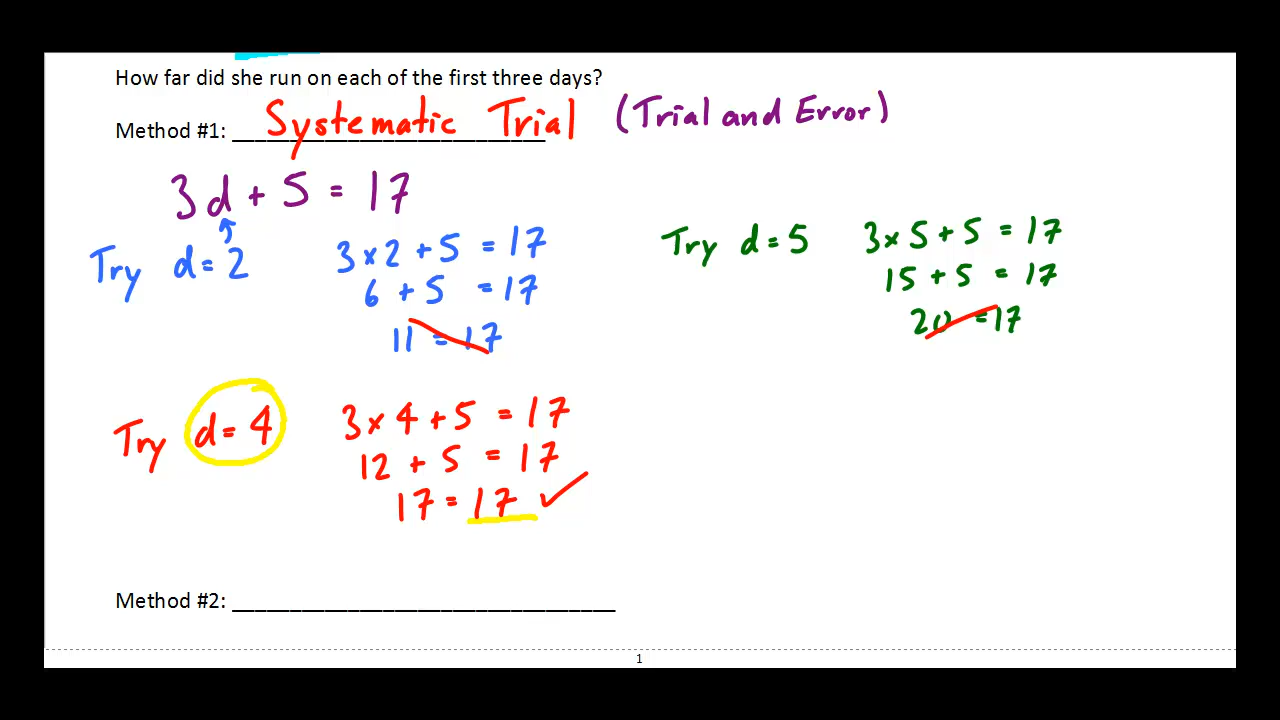 How far did she run on each of the first three days?
Method #1: Systematic Trial (Trial and Error)
3d + 5 = 17
Try d = 2 3 × 2 + 5 = 17
6 + 5 = 17
11 = 17
Try d = 5 3 × 5 + 5 = 17
15 + 5 = 17
20 = 17
Try d = 4 3 × 4 + 5 = 17
12 + 5 = 17
17 = 17 ✓
Method #2:
1